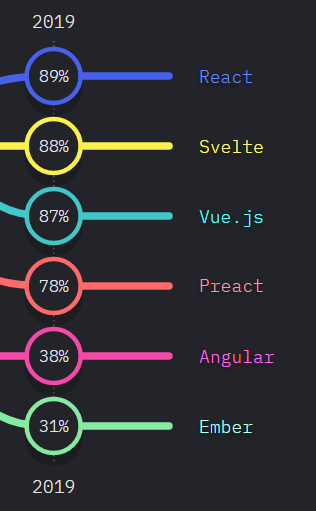 2019
89% React
88% Svelte
87% Vue.js
78% Preact
38% Angular
31% Ember
2019